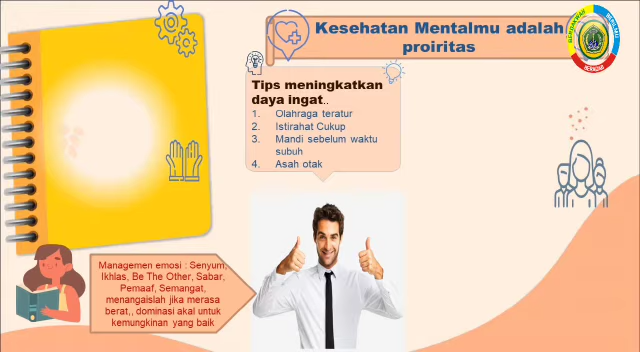 Kesehatan Mentalmu adalah
proiritas
Tips meningkatkan
daya ingat..
1. Olahraga teratur
2. Istirahat Cukup
3. Mandi sebelum waktu
subuh
4. Asah otak
Managemen emosi : Senyum,
Ikhlas, Be The Other, Sabar,
Pemaaf, Semangat,
menangaislah jika merasa
berat,, dominasi akal untuk
kemungkinan yang baik